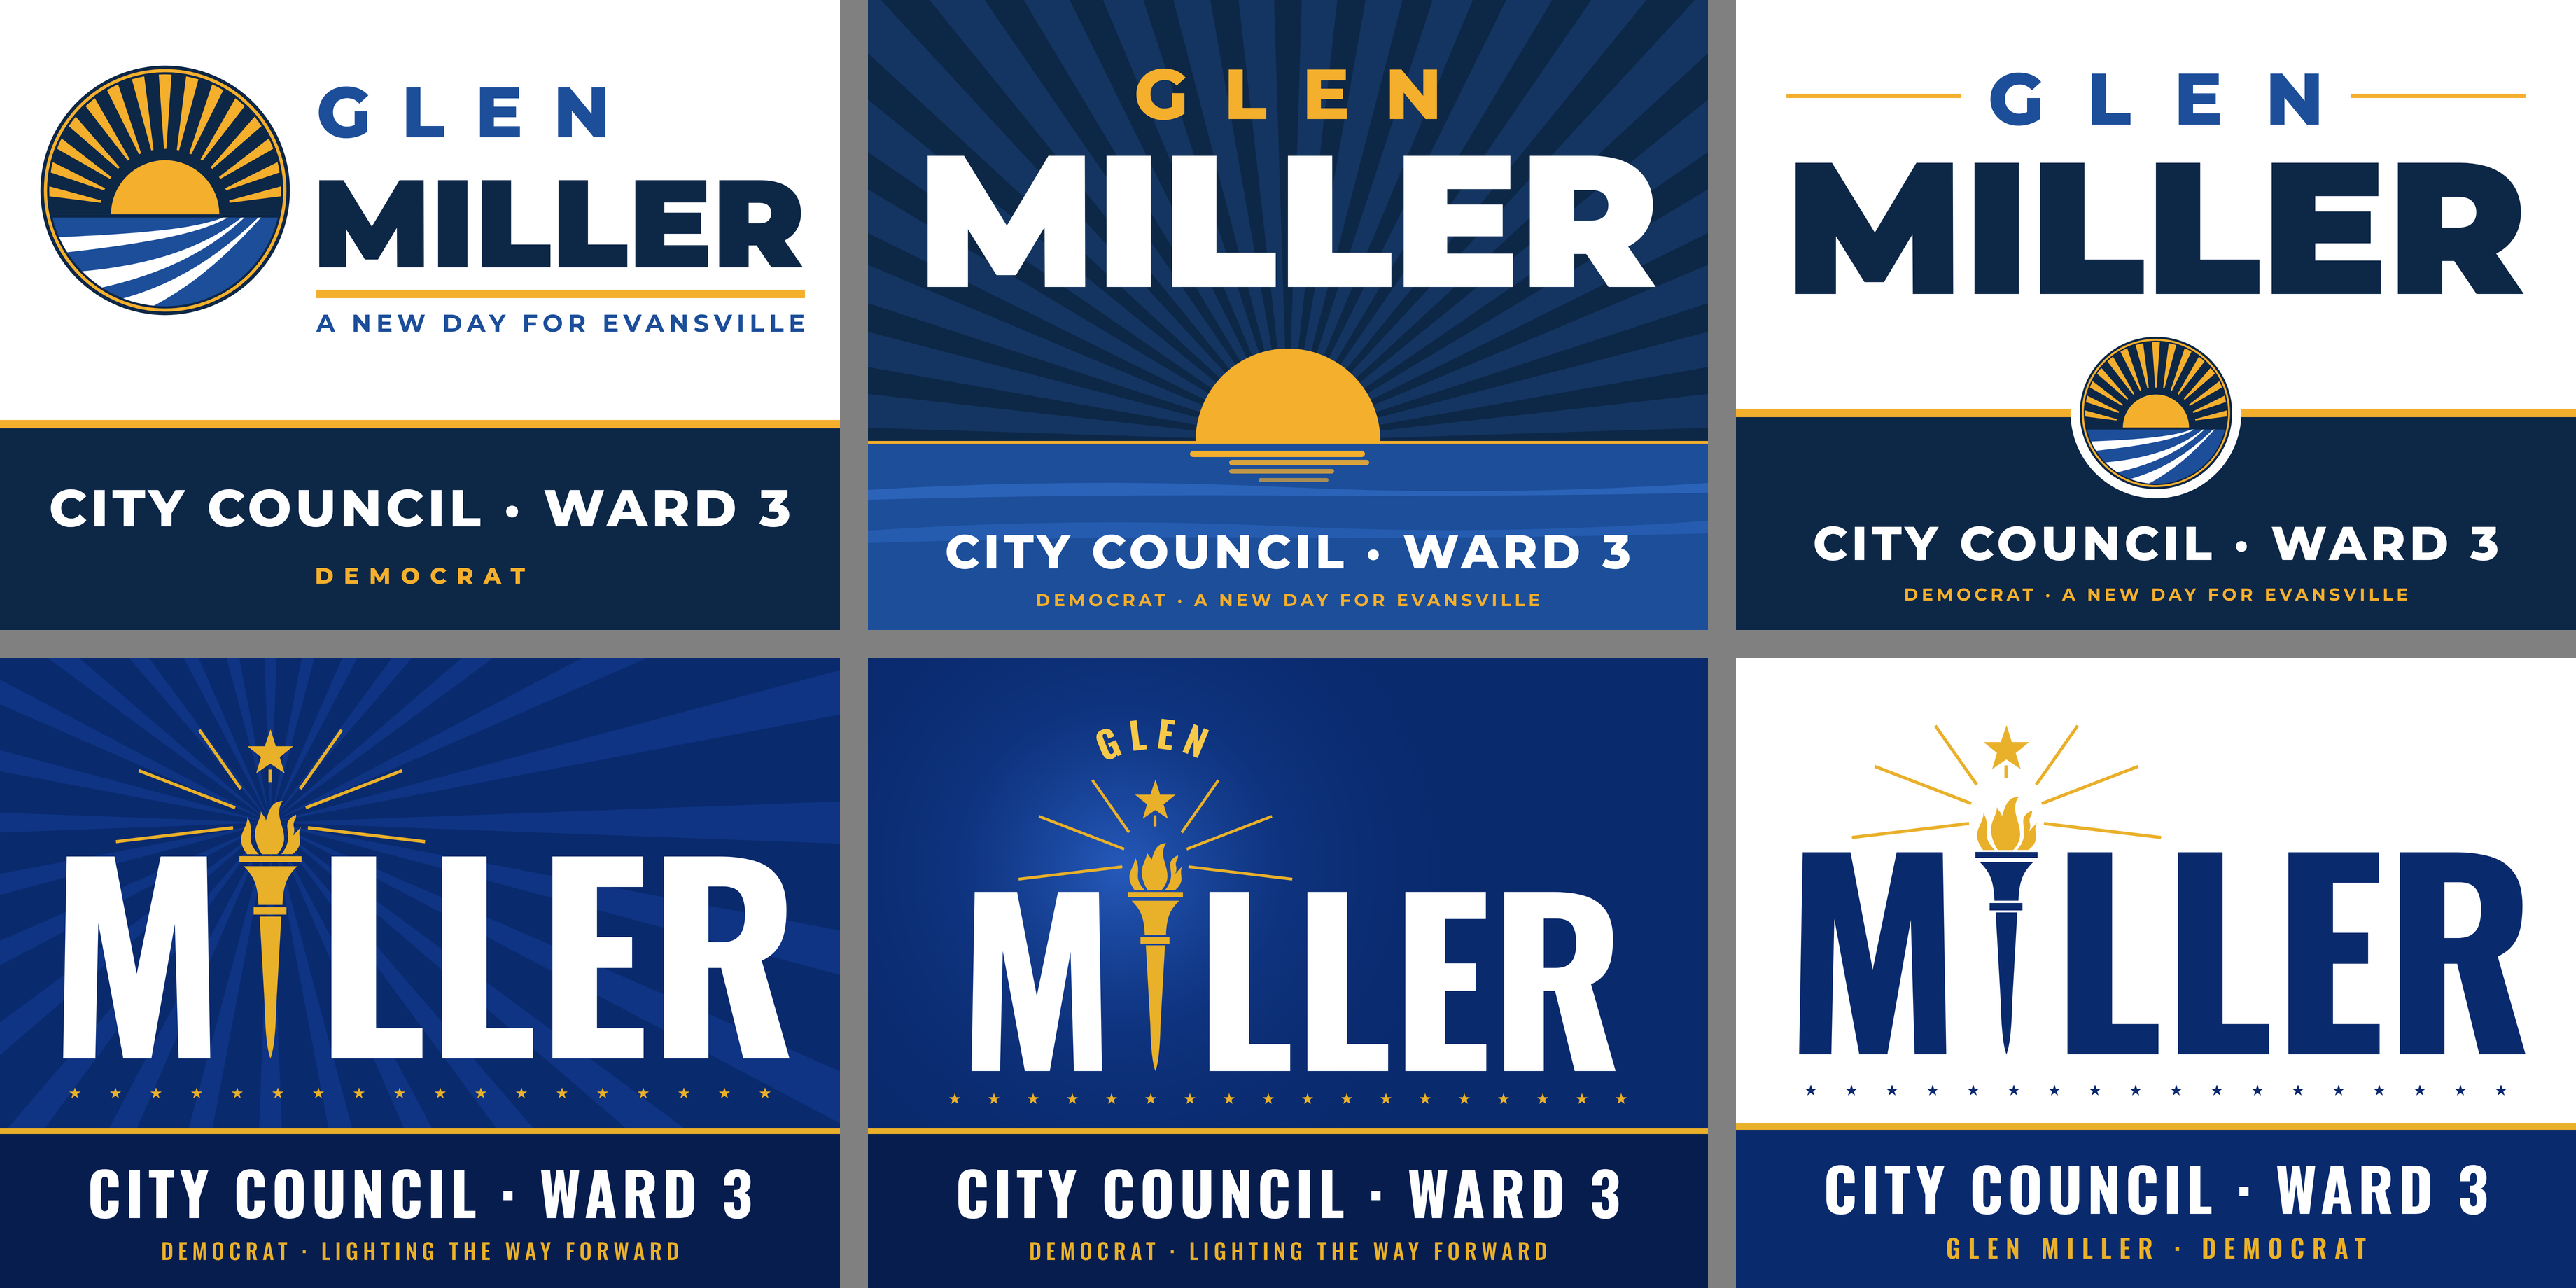 GLEN
MILLER
A NEW DAY FOR EVANSVILLE
CITY COUNCIL · WARD 3
DEMOCRAT
GLEN
MILLER
CITY COUNCIL · WARD 3
DEMOCRAT · A NEW DAY FOR EVANSVILLE
GLEN
MILLER
CITY COUNCIL · WARD 3
DEMOCRAT · A NEW DAY FOR EVANSVILLE
MILLER
CITY COUNCIL · WARD 3
DEMOCRAT · LIGHTING THE WAY FORWARD
GLEN
MILLER
CITY COUNCIL · WARD 3
DEMOCRAT · LIGHTING THE WAY FORWARD
MILLER
CITY COUNCIL · WARD 3
GLEN MILLER · DEMOCRAT